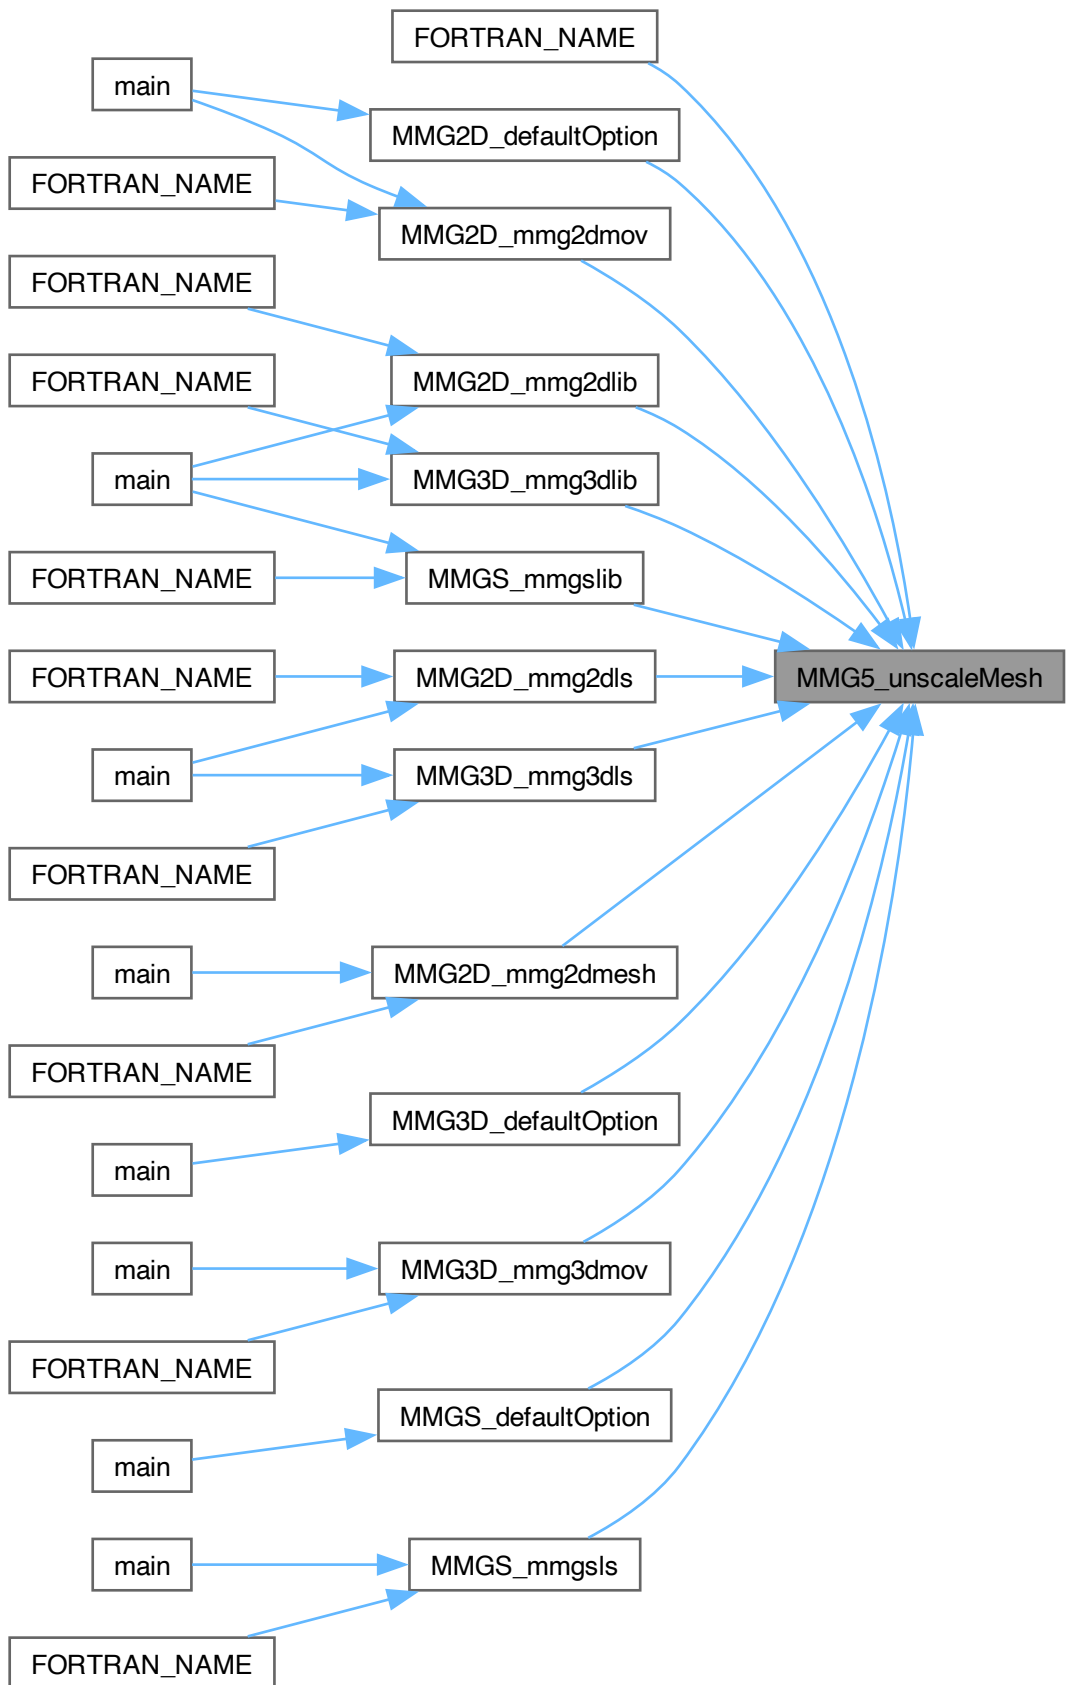 FORTRAN_NAME
main
MMG2D_defaultOption
FORTRAN_NAME
MMG2D_mmg2dmov
FORTRAN_NAME
MMG2D_mmg2dlib
FORTRAN_NAME
main
MMG3D_mmg3dlib
FORTRAN_NAME
MMGS_mmgslib
FORTRAN_NAME
MMG2D_mmg2dls
MMG5_unscaleMesh
main
MMG3D_mmg3dls
FORTRAN_NAME
main
MMG2D_mmg2dmesh
FORTRAN_NAME
MMG3D_defaultOption
main
main
MMG3D_mmg3dmov
FORTRAN_NAME
MMGS_defaultOption
main
main
MMGS_mmgsls
FORTRAN_NAME